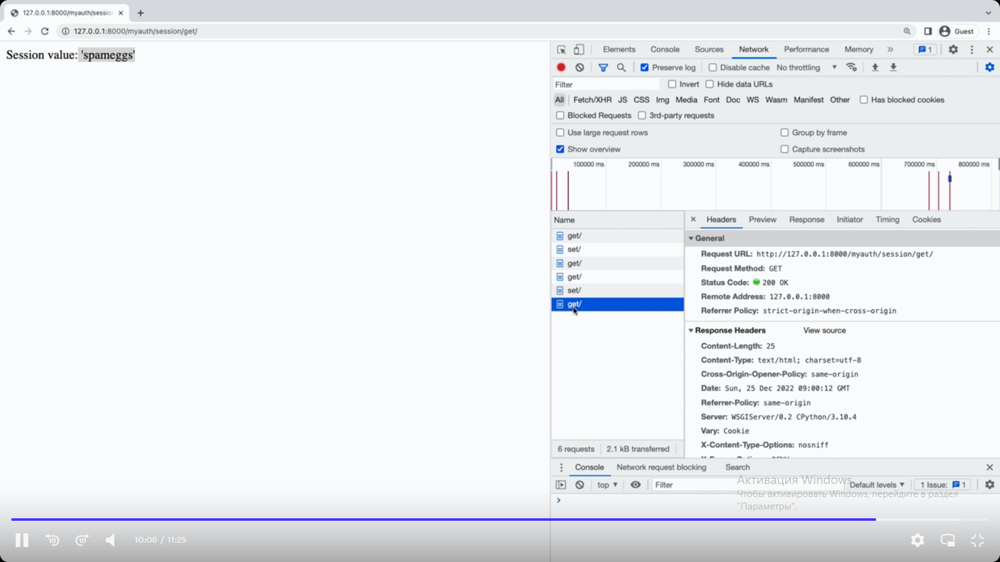 127.0.0.1:8000/myauth/sessio
127.0.0.1:8000/myauth/session/get/
Guest
Session value: 'spameggs'
Elements Console Sources Network Performance Memory 1
Preserve log Disable cache No throttling
Filter Invert Hide data URLs
All Fetch/XHR JS CSS Img Media Font Doc WS Wasm Manifest Other Has blocked cookies
Blocked Requests 3rd-party requests
Use large request rows Group by frame
Show overview Capture screenshots
100000 ms 200000 ms 300000 ms 400000 ms 500000 ms 600000 ms 700000 ms 800000 ms
Name
get/
set/
get/
get/
set/
get/
6 requests 2.1 kB transferred
Headers Preview Response Initiator Timing Cookies
General
Request URL: http://127.0.0.1:8000/myauth/session/get/
Request Method: GET
Status Code: 200 OK
Remote Address: 127.0.0.1:8000
Referrer Policy: strict-origin-when-cross-origin
Response Headers View source
Content-Length: 25
Content-Type: text/html; charset=utf-8
Cross-Origin-Opener-Policy: same-origin
Date: Sun, 25 Dec 2022 09:00:12 GMT
Referrer-Policy: same-origin
Server: WSGIServer/0.2 CPython/3.10.4
Vary: Cookie
X-Content-Type-Options: nosniff
Console Network request blocking Search
top Filter Default levels 1 Issue: 1
Активация Windows
Чтобы активировать Windows, перейдите в раздел
"Параметры".
10 10 10:06 / 11:25